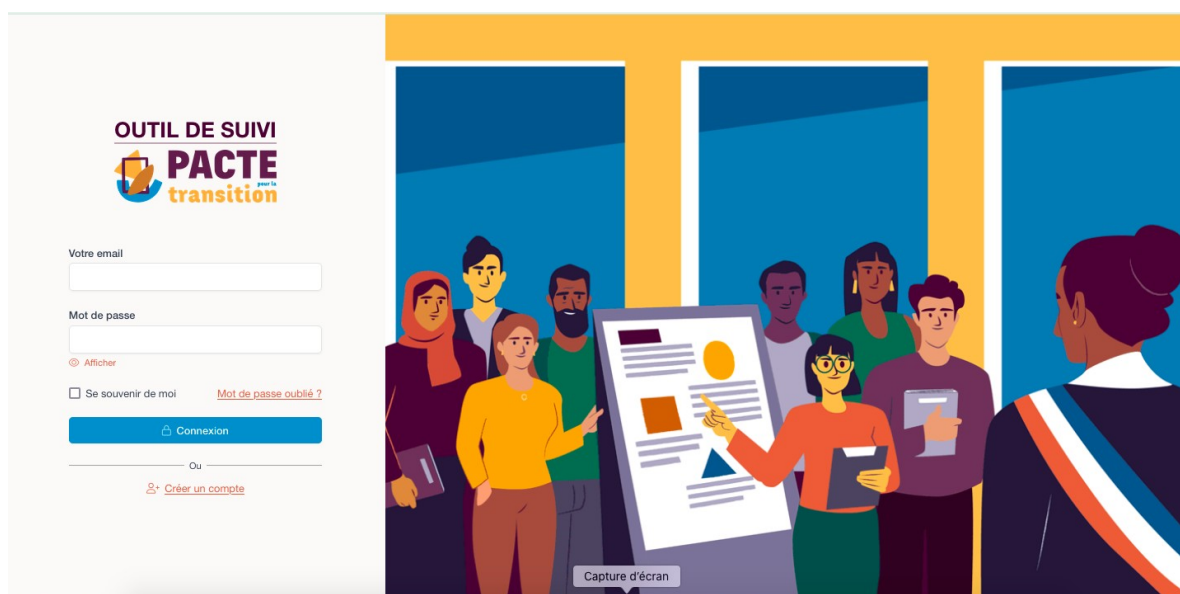 OUTIL DE SUIVI
PACTE
pour la
transition
Votre email
Mot de passe
Afficher
Se souvenir de moi
Mot de passe oublié ?
Connexion
Ou
Créer un compte
Capture d'écran